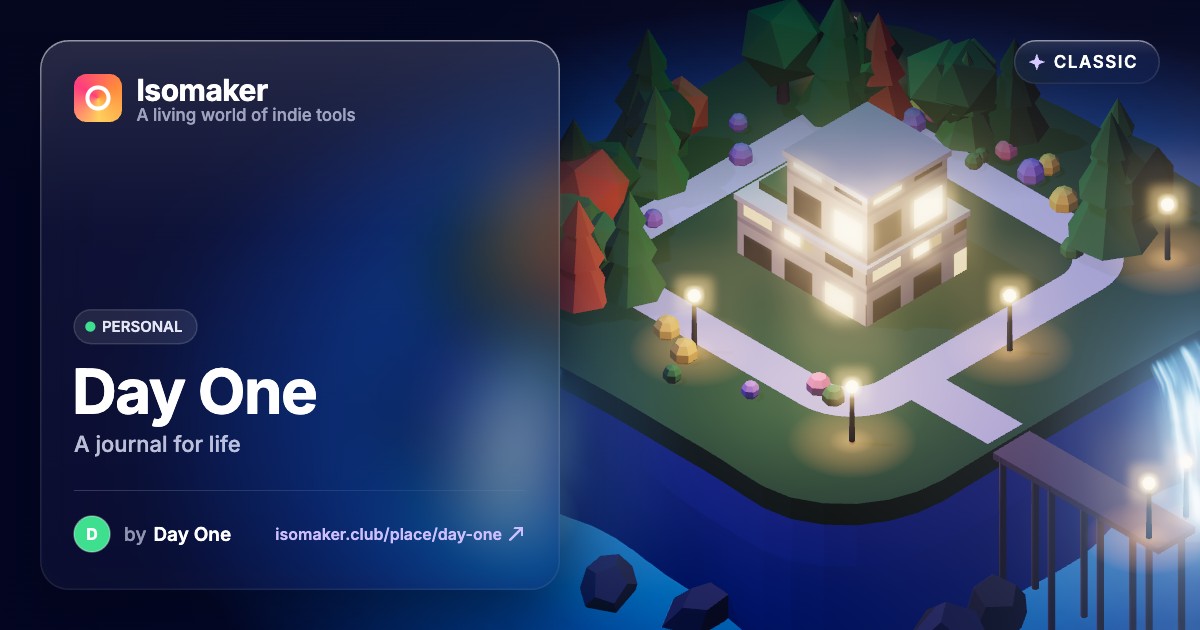 Isomaker
A living world of indie tools
CLASSIC
PERSONAL
Day One
A journal for life
D
by Day One
isomaker.club/place/day-one ↗